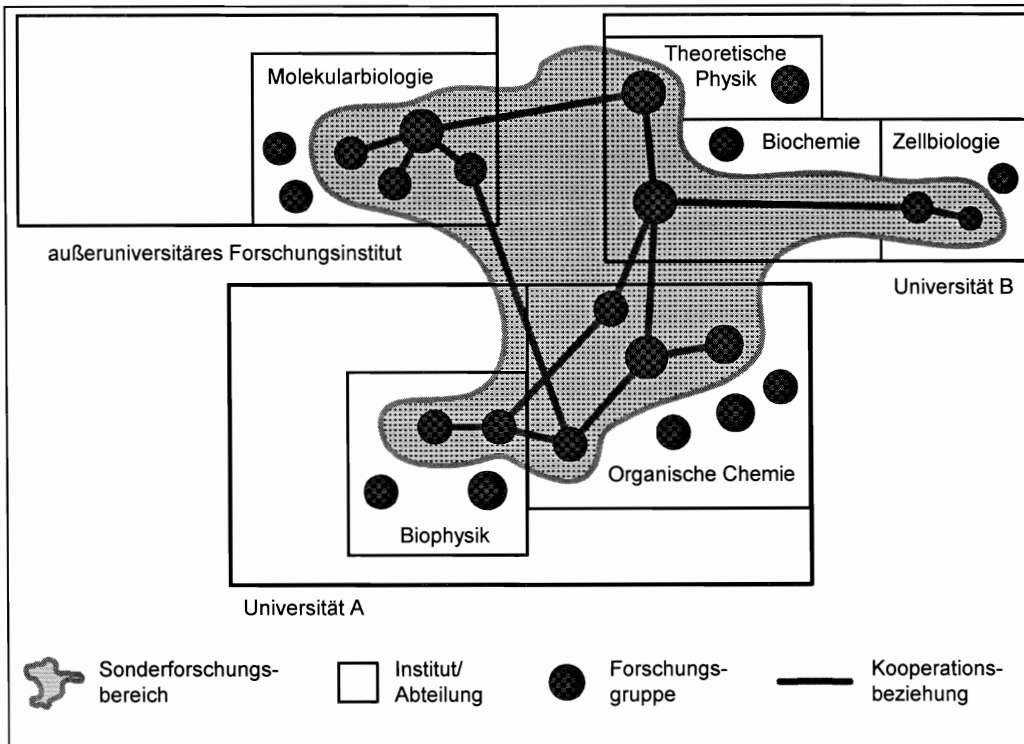 Molekularbiologie
Theoretische
Physik
Biochemie
Zellbiologie
außeruniversitäres Forschungsinstitut
Universität B
Organische Chemie
Biophysik
Universität A
Sonderforschungs-
bereich
Institut/
Abteilung
Forschungs-
gruppe
Kooperations-
beziehung